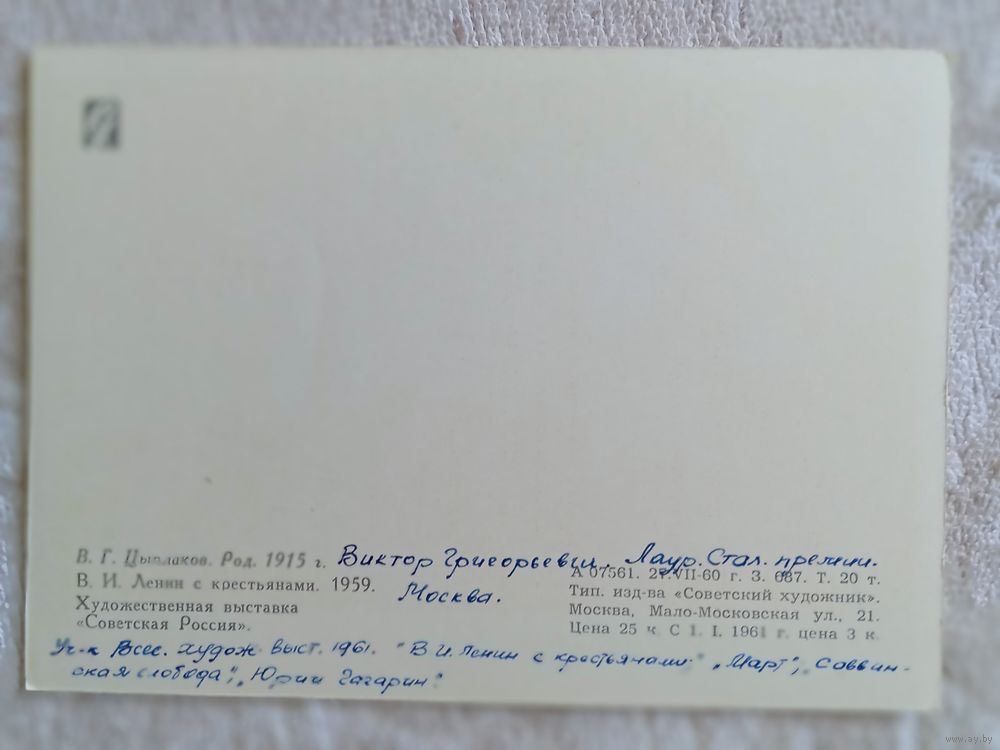 В. Г. Цыплаков. Род. 1915 г. Виктор Григорьевич, Лаур. Стал. премии.
В. И. Ленин с крестьянами. 1959. Москва.
Художественная выставка
«Советская Россия».
А 07561. 27.VII-60 г. З. 687. Т. 20 т.
Тип. изд-ва «Советский художник».
Москва, Мало-Московская ул., 21.
Цена 25 к. С 1. I. 1961 г. цена 3 к.
Уч-к Всес. худож. выст. 1961. "В И Ленин с крестьянами" „Март", „Саввин-
ская слобода", „Юрий Гагарин"
www.ay.by